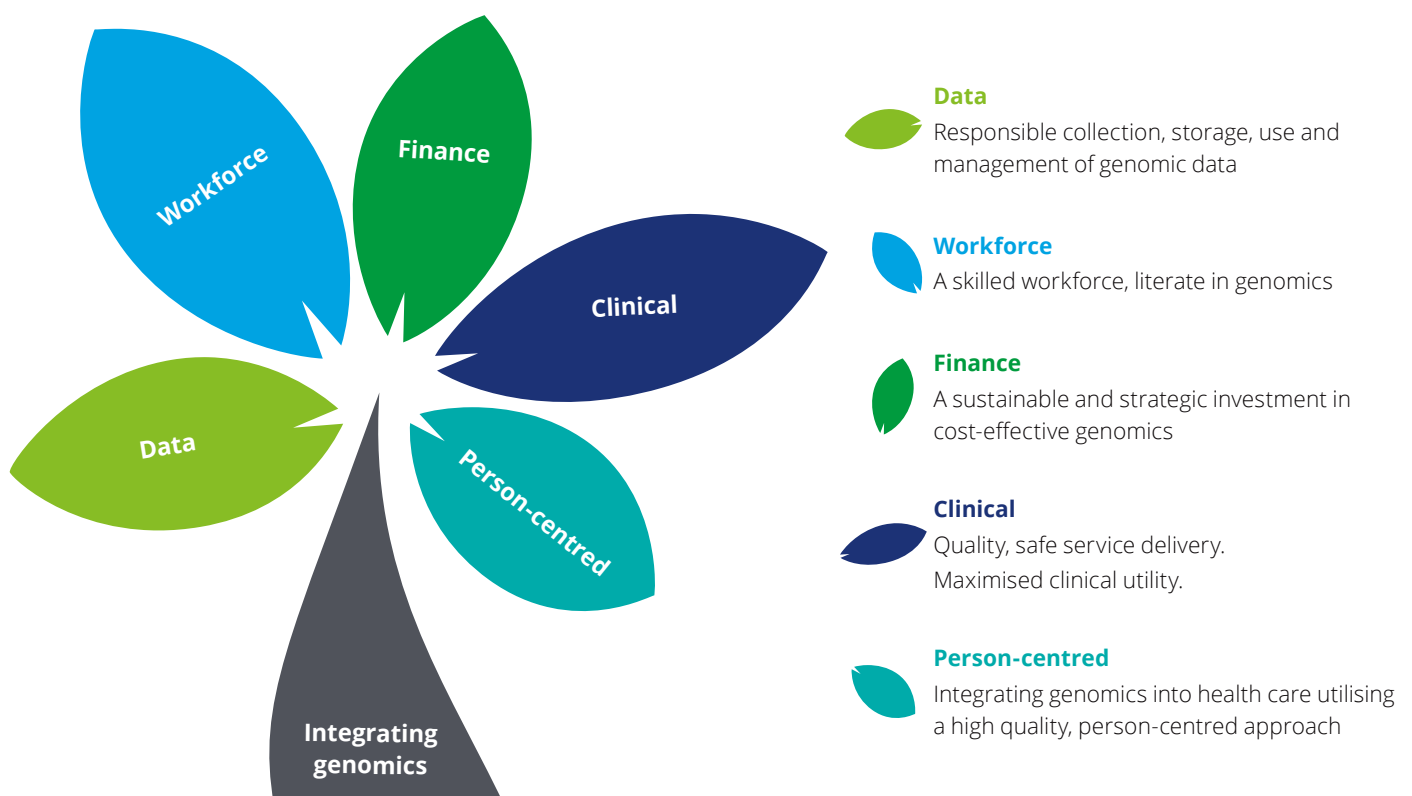 Workforce
Finance
Clinical
Data
Person-centred
Integrating
genomics
Data
Responsible collection, storage, use and
management of genomic data
Workforce
A skilled workforce, literate in genomics
Finance
A sustainable and strategic investment in
cost-effective genomics
Clinical
Quality, safe service delivery.
Maximised clinical utility.
Person-centred
Integrating genomics into health care utilising
a high quality, person-centred approach